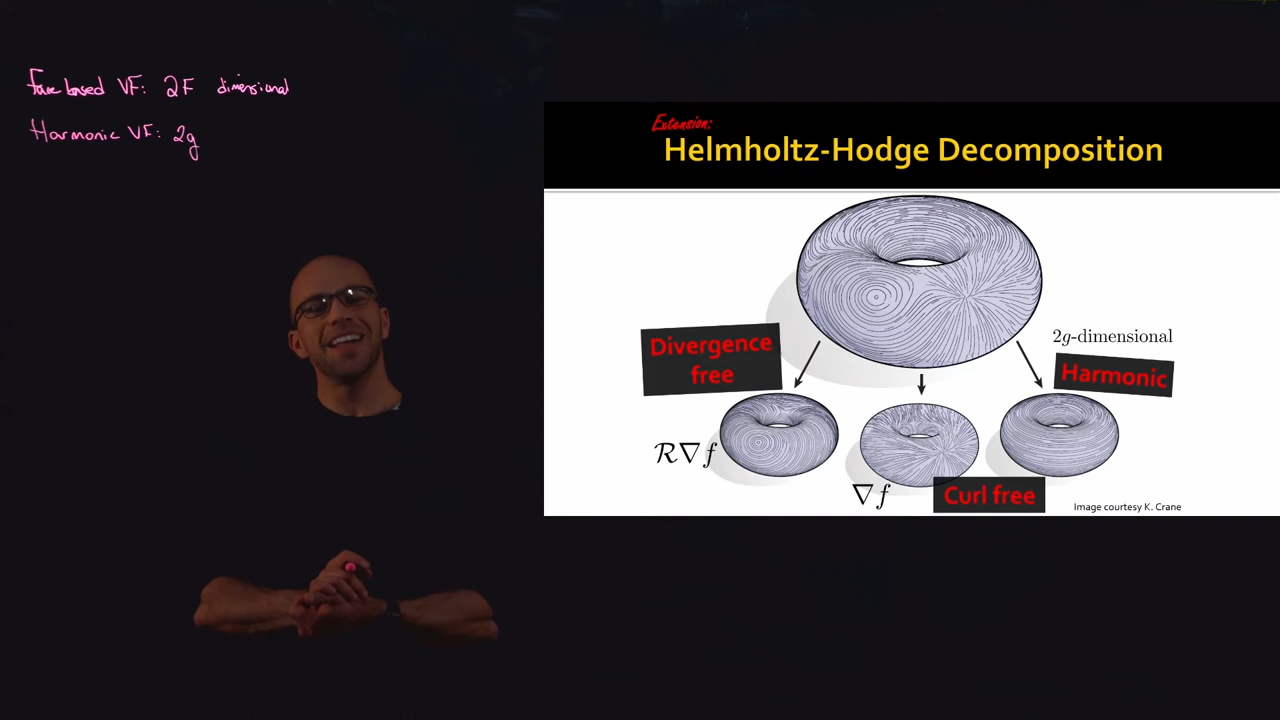 Face based VF: 2F dimensional
Harmonic VF: 2g
Extension:
Helmholtz-Hodge Decomposition
Divergence
free
2g-dimensional
Harmonic
R∇f
∇f
Curl free
Image courtesy K. Crane